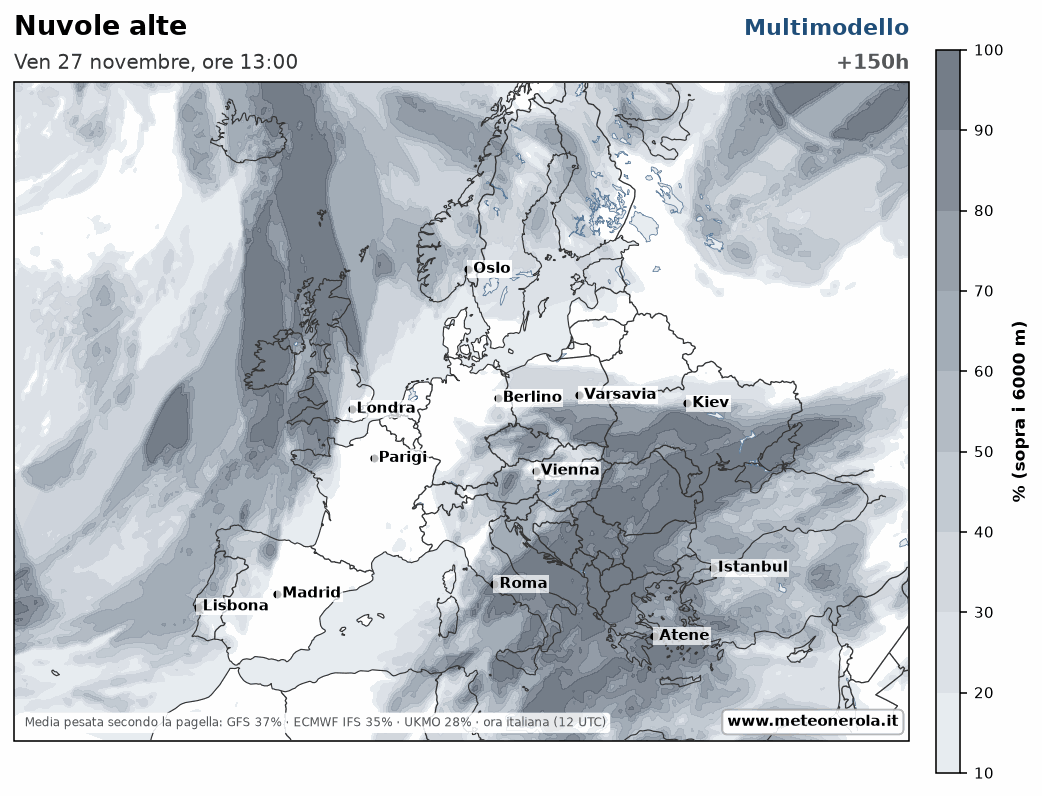 Nuvole alte
Multimodello
Ven 27 novembre, ore 13:00
+150h
Oslo
Berlino
Varsavia
Kiev
Londra
Parigi
Vienna
Istanbul
Roma
Madrid
Lisbona
Atene
Media pesata secondo la pagella: GFS 37% · ECMWF IFS 35% · UKMO 28% · ora italiana (12 UTC)
www.meteonerola.it
100
90
80
70
60
50
40
30
20
10
% (sopra i 6000 m)